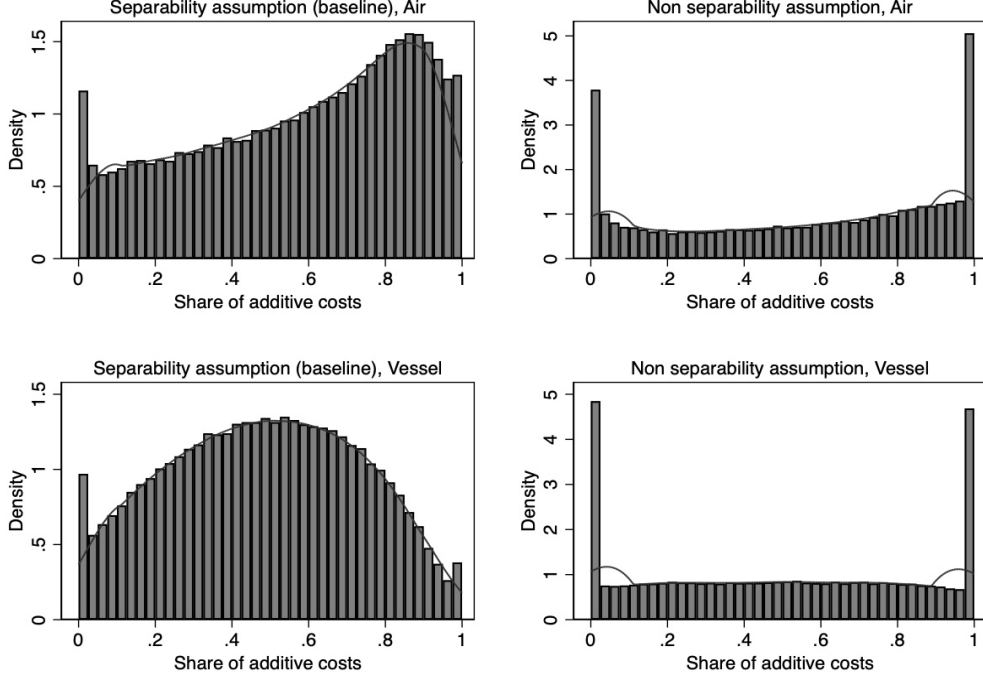 Separability assumption (baseline), Air
Density
0 .5 1 1.5
0 .2 .4 .6 .8 1
Share of additive costs
Non separability assumption, Air
Density
0 1 2 3 4 5
0 .2 .4 .6 .8 1
Share of additive costs
Separability assumption (baseline), Vessel
Density
0 .5 1 1.5
0 .2 .4 .6 .8 1
Share of additive costs
Non separability assumption, Vessel
Density
0 1 2 3 4 5
0 .2 .4 .6 .8 1
Share of additive costs